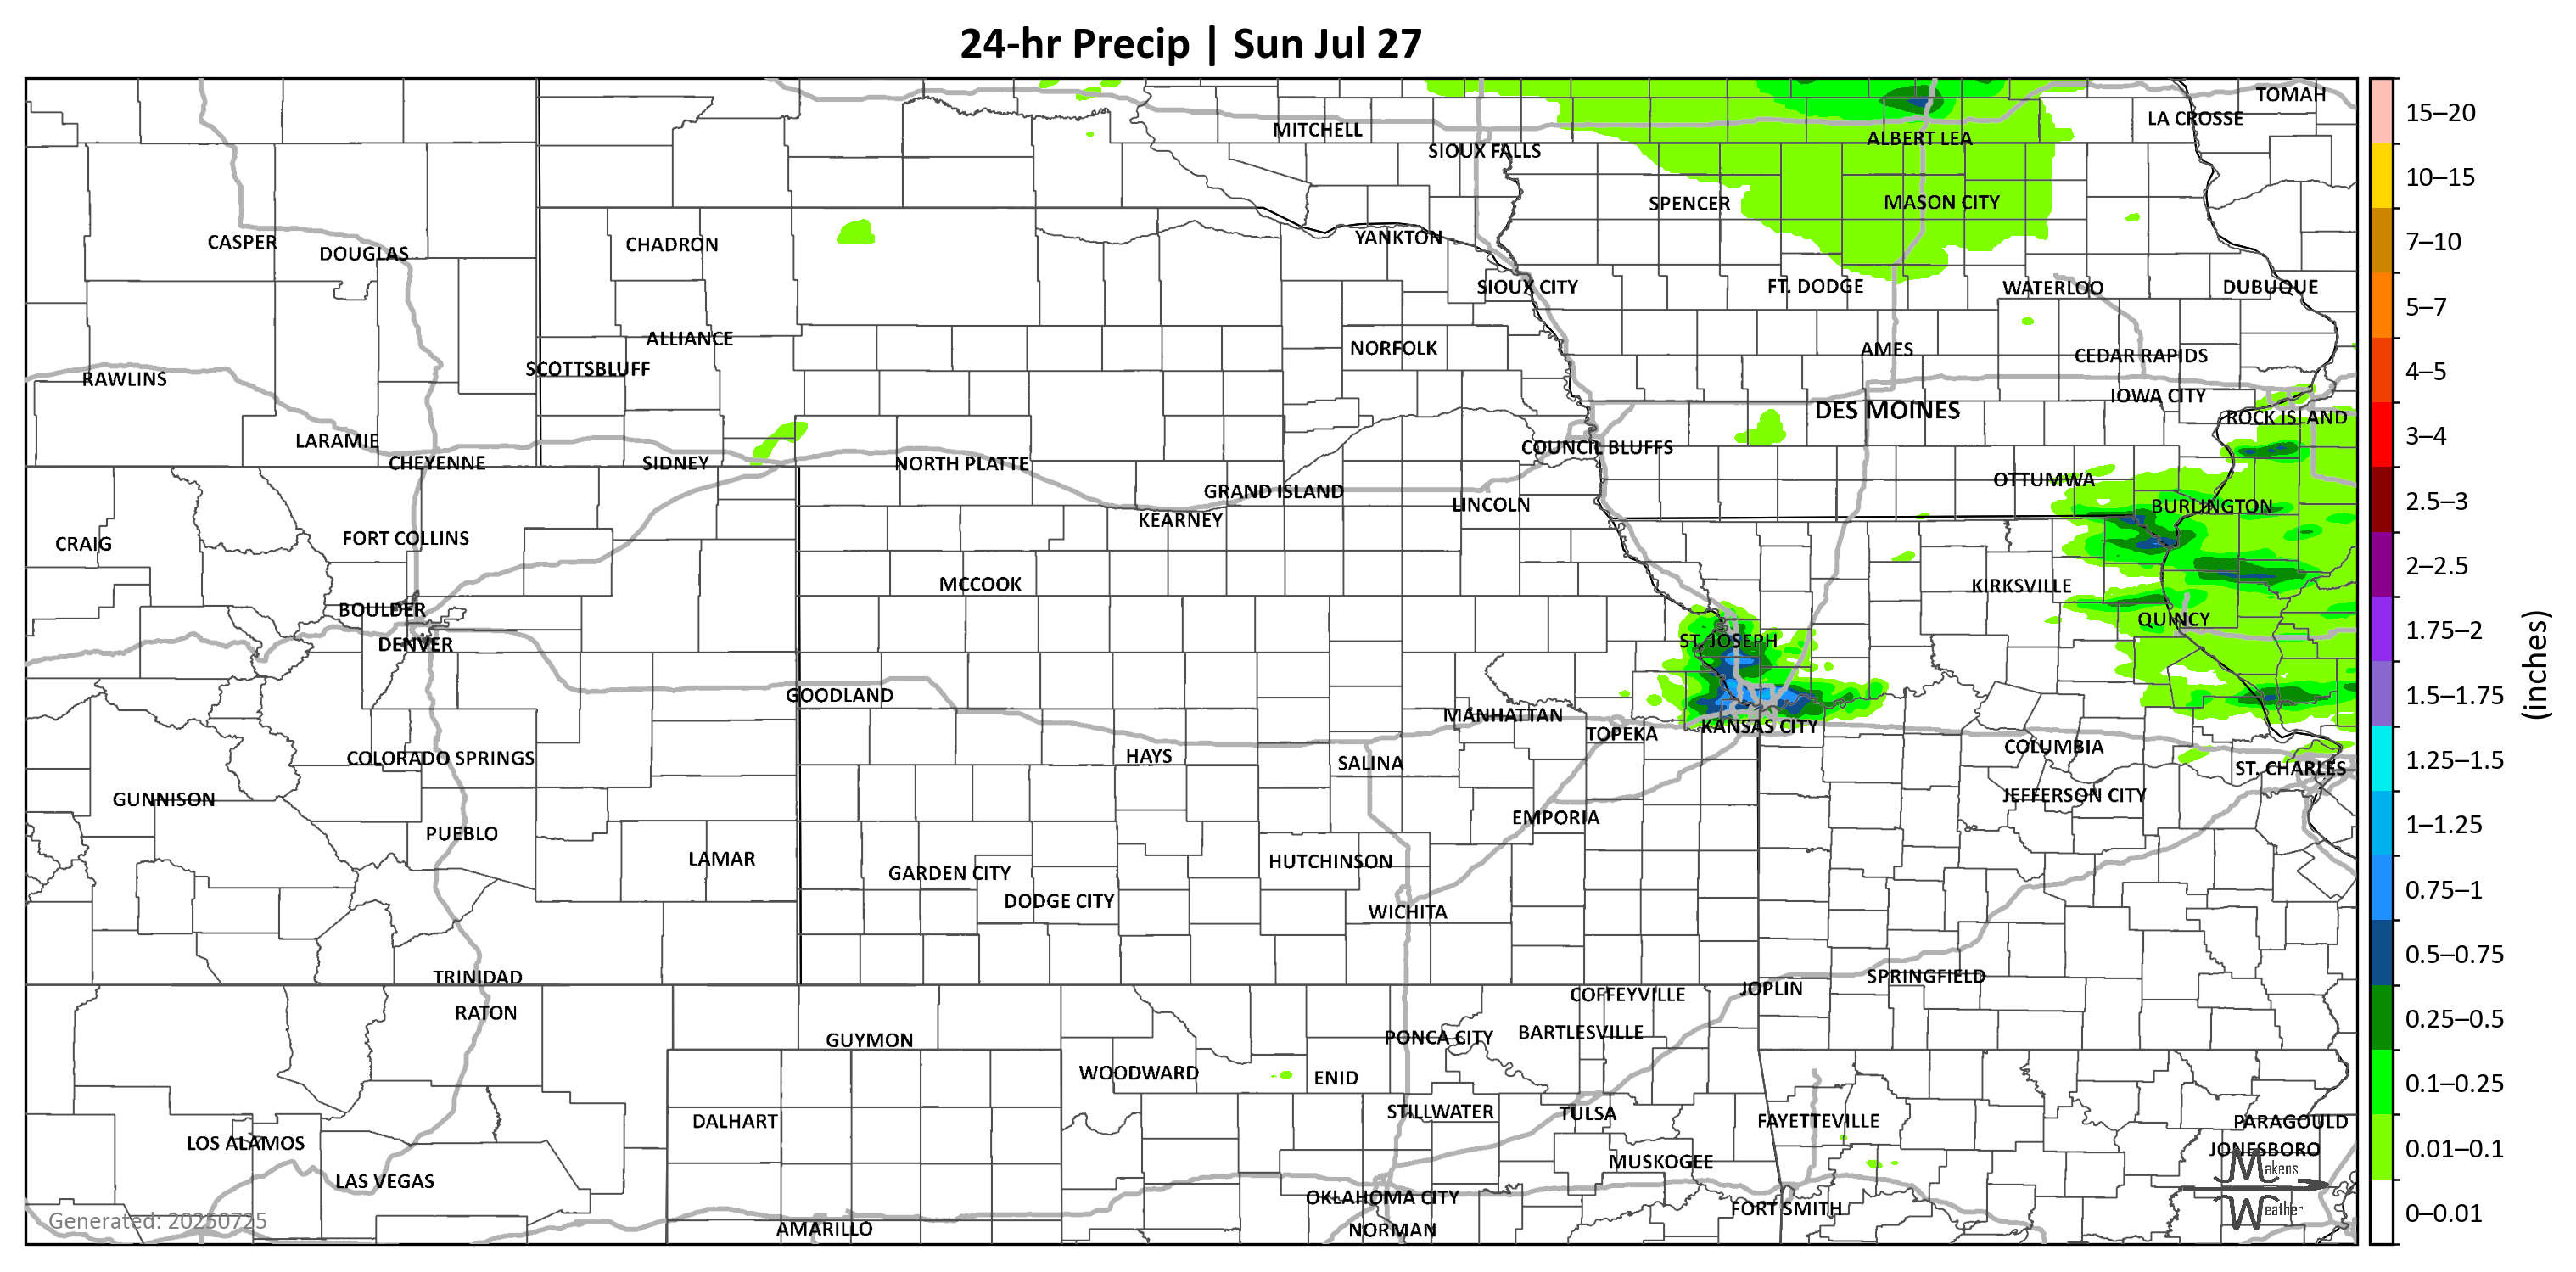 24-hr Precip | Sun Jul 27
TOMAH
15–20
LA CROSSE
MITCHELL
ALBERT LEA
SIOUX FALLS
10–15
SPENCER
MASON CITY
YANKTON
7–10
CASPER
DOUGLAS
CHADRON
SIOUX CITY
FT. DODGE
WATERLOO
DUBUQUE
5–7
ALLIANCE
NORFOLK
AMES
CEDAR RAPIDS
SCOTTSBLUFF
4–5
RAWLINS
IOWA CITY
DES MOINES
ROCK ISLAND
3–4
LARAMIE
COUNCIL BLUFFS
CHEYENNE
SIDNEY
NORTH PLATTE
OTTUMWA
GRAND ISLAND
2.5–3
LINCOLN
BURLINGTON
KEARNEY
CRAIG
FORT COLLINS
2–2.5
MCCOOK
KIRKSVILLE
BOULDER
QUINCY
1.75–2
DENVER
ST. JOSEPH
(inches)
GOODLAND
1.5–1.75
MANHATTAN
KANSAS CITY
TOPEKA
COLUMBIA
COLORADO SPRINGS
HAYS
SALINA
ST. CHARLES
1.25–1.5
GUNNISON
JEFFERSON CITY
EMPORIA
1–1.25
PUEBLO
LAMAR
HUTCHINSON
GARDEN CITY
0.75–1
DODGE CITY
WICHITA
0.5–0.75
TRINIDAD
SPRINGFIELD
JOPLIN
COFFEYVILLE
RATON
0.25–0.5
BARTLESVILLE
PONCA CITY
GUYMON
WOODWARD
ENID
0.1–0.25
STILLWATER
TULSA
DALHART
FAYETTEVILLE
PARAGOULD
LOS ALAMOS
JONESBORO
0.01–0.1
MUSKOGEE
Makens
LAS VEGAS
OKLAHOMA CITY
FORT SMITH
Weather
0–0.01
Generated: 20250725
AMARILLO
NORMAN